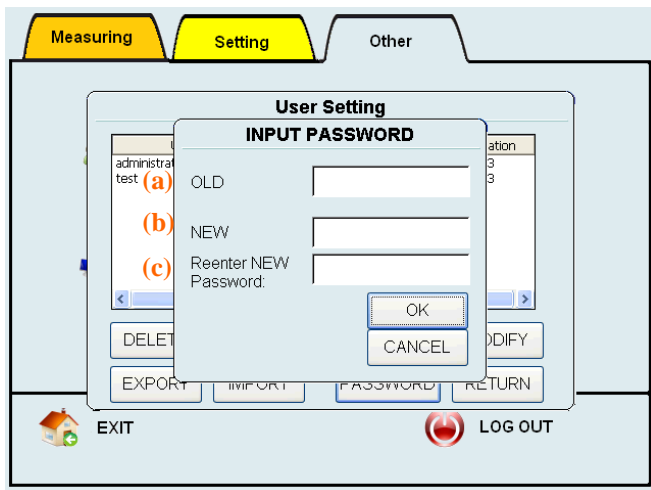 Measuring
Setting
Other
User Setting
INPUT PASSWORD
ation
administrat
3
test
(a)
OLD
3
(b)
NEW
(c)
Reenter NEW
Password:
OK
DELET
CANCEL
ODIFY
EXPORT
IMPORT
PASSWORD
RETURN
EXIT
LOG OUT